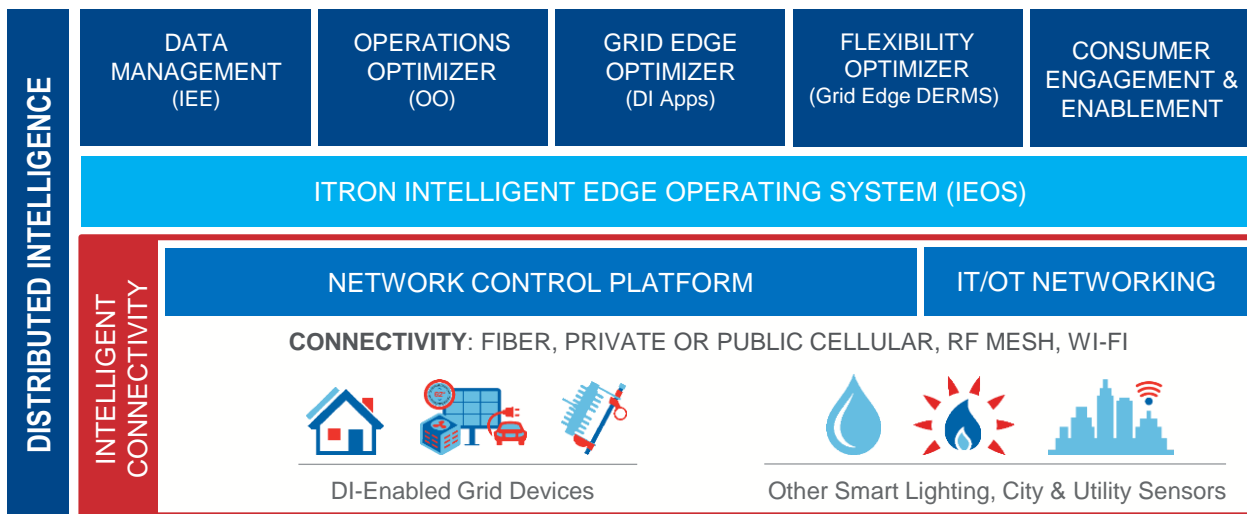 DISTRIBUTED INTELLIGENCE
DATA
MANAGEMENT
(IEE)
OPERATIONS
OPTIMIZER
(OO)
GRID EDGE
OPTIMIZER
(DI Apps)
FLEXIBILITY
OPTIMIZER
(Grid Edge DERMS)
CONSUMER
ENGAGEMENT &
ENABLEMENT
ITRON INTELLIGENT EDGE OPERATING SYSTEM (IEOS)
INTELLIGENT
CONNECTIVITY
NETWORK CONTROL PLATFORM
IT/OT NETWORKING
CONNECTIVITY: FIBER, PRIVATE OR PUBLIC CELLULAR, RF MESH, WI-FI
DI-Enabled Grid Devices
Other Smart Lighting, City & Utility Sensors